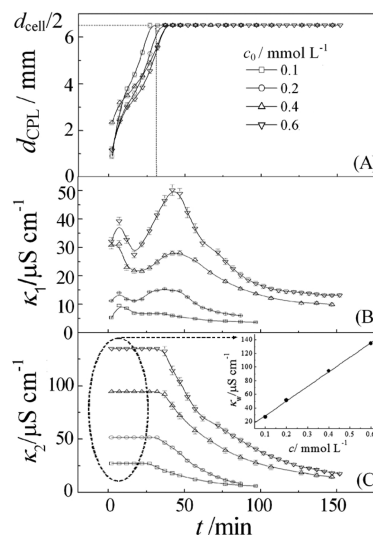 d_cell/2
6
4
2
0
d_CPL / mm
c_0 / mmol L⁻¹
0.1
0.2
0.4
0.6
(A)
50
40
30
20
10
0
κ_1/μS cm⁻¹
(B)
100
50
0
κ_2/μS cm⁻¹
140
120
100
80
60
40
20
κ_w/μS cm⁻¹
0.1 0.2 0.3 0.4 0.5 0.6
c/ mmol L⁻¹
(C)
0 50 100 150
t /min